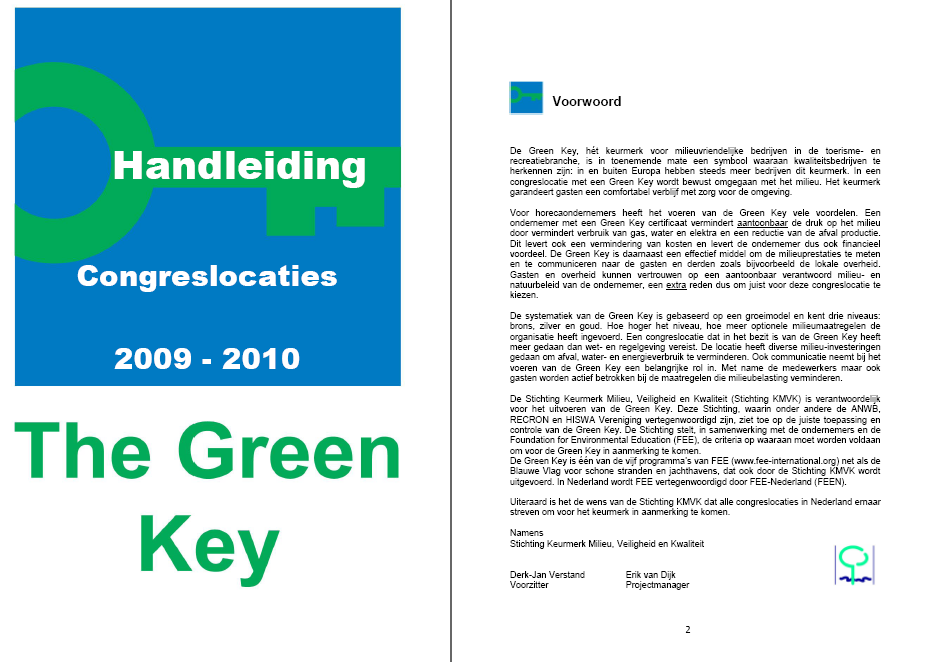 Handleiding
Congreslocaties
2009 - 2010
The Green
Key
Voorwoord
De Green Key, hét keurmerk voor milieuvriendelijke bedrijven in de toerisme- en
recreatiebranche, is in toenemende mate een symbool waaraan kwaliteitsbedrijven te
herkennen zijn: in en buiten Europa hebben steeds meer bedrijven dit keurmerk. In een
congreslocatie met een Green Key wordt bewust omgegaan met het milieu. Het keurmerk
garandeert gasten een comfortabel verblijf met zorg voor de omgeving.
Voor horecaondernemers heeft het voeren van de Green Key vele voordelen. Een
ondernemer met een Green Key certificaat vermindert aantoonbaar de druk op het milieu
door vermindert verbruik van gas, water en elektra en een reductie van de afval productie.
Dit levert ook een vermindering van kosten en levert de ondernemer dus ook financieel
voordeel. De Green Key is daarnaast een effectief middel om de milieuprestaties te meten
en te communiceren naar de gasten en derden zoals bijvoorbeeld de lokale overheid.
Gasten en overheid kunnen vertrouwen op een aantoonbaar verantwoord milieu- en
natuurbeleid van de ondernemer, een extra reden dus om juist voor deze congreslocatie te
kiezen.
De systematiek van de Green Key is gebaseerd op een groeimodel en kent drie niveaus:
brons, zilver en goud. Hoe hoger het niveau, hoe meer optionele milieumaatregelen de
organisatie heeft ingevoerd. Een congreslocatie dat in het bezit is van de Green Key heeft
meer gedaan dan wet- en regelgeving vereist. De locatie heeft diverse milieu-investeringen
gedaan om afval, water- en energieverbruik te verminderen. Ook communicatie neemt bij het
voeren van de Green Key een belangrijke rol in. Met name de medewerkers maar ook
gasten worden actief betrokken bij de maatregelen die milieubelasting verminderen.
De Stichting Keurmerk Milieu, Veiligheid en Kwaliteit (Stichting KMVK) is verantwoordelijk
voor het uitvoeren van de Green Key. Deze Stichting, waarin onder andere de ANWB,
RECRON en HISWA Vereniging vertegenwoordigd zijn, ziet toe op de juiste toepassing en
controle van de Green Key. De Stichting stelt, in samenwerking met de ondernemers en de
Foundation for Environmental Education (FEE), de criteria op waaraan moet worden voldaan
om voor de Green Key in aanmerking te komen.
De Green Key is één van de vijf programma's van FEE (www.fee-international.org) net als de
Blauwe Vlag voor schone stranden en jachthavens, dat ook door de Stichting KMVK wordt
uitgevoerd. In Nederland wordt FEE vertegenwoordigd door FEE-Nederland (FEEN).
Uiteraard is het de wens van de Stichting KMVK dat alle congreslocaties in Nederland ernaar
streven om voor het keurmerk in aanmerking te komen.
Namens
Stichting Keurmerk Milieu, Veiligheid en Kwaliteit
Derk-Jan Verstand Erik van Dijk
Voorzitter Projectmanager
2